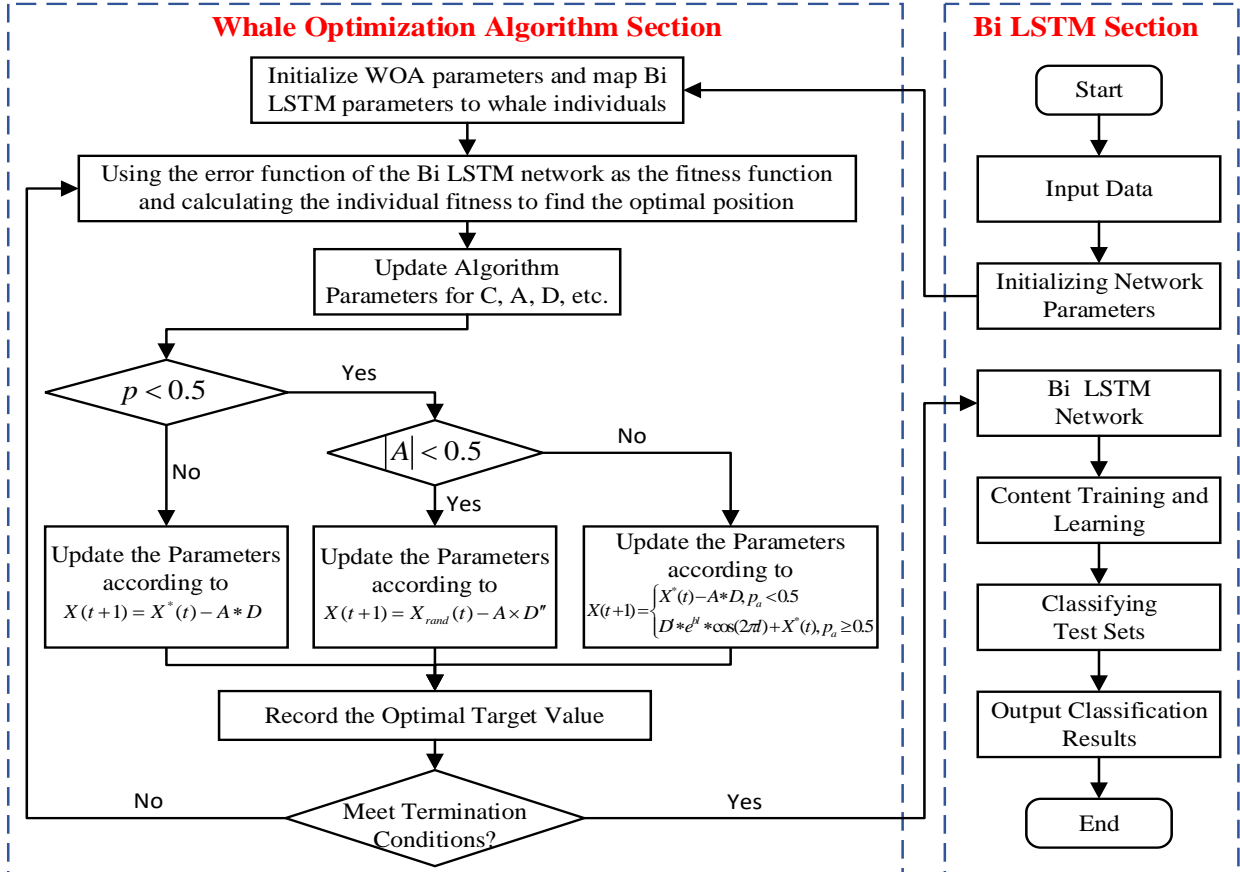 Whale Optimization Algorithm Section
Initialize WOA parameters and map Bi
LSTM parameters to whale individuals
Using the error function of the Bi LSTM network as the fitness function
and calculating the individual fitness to find the optimal position
Update Algorithm
Parameters for C, A, D, etc.
p < 0.5
Yes
No
|A| < 0.5
No
Yes
Update the Parameters
according to
X(t+1) = X*(t) − A * D
Update the Parameters
according to
X(t+1) = X_rand(t) − A × D″
Update the Parameters
according to
X(t+1) = { X*(t) − A*D, p_a < 0.5
D′*e^{bl}*cos(2πl)+X*(t), p_a ≥ 0.5
Record the Optimal Target Value
Meet Termination
Conditions?
No
Yes
Bi LSTM Section
Start
Input Data
Initializing Network
Parameters
Bi LSTM
Network
Content Training and
Learning
Classifying
Test Sets
Output Classification
Results
End